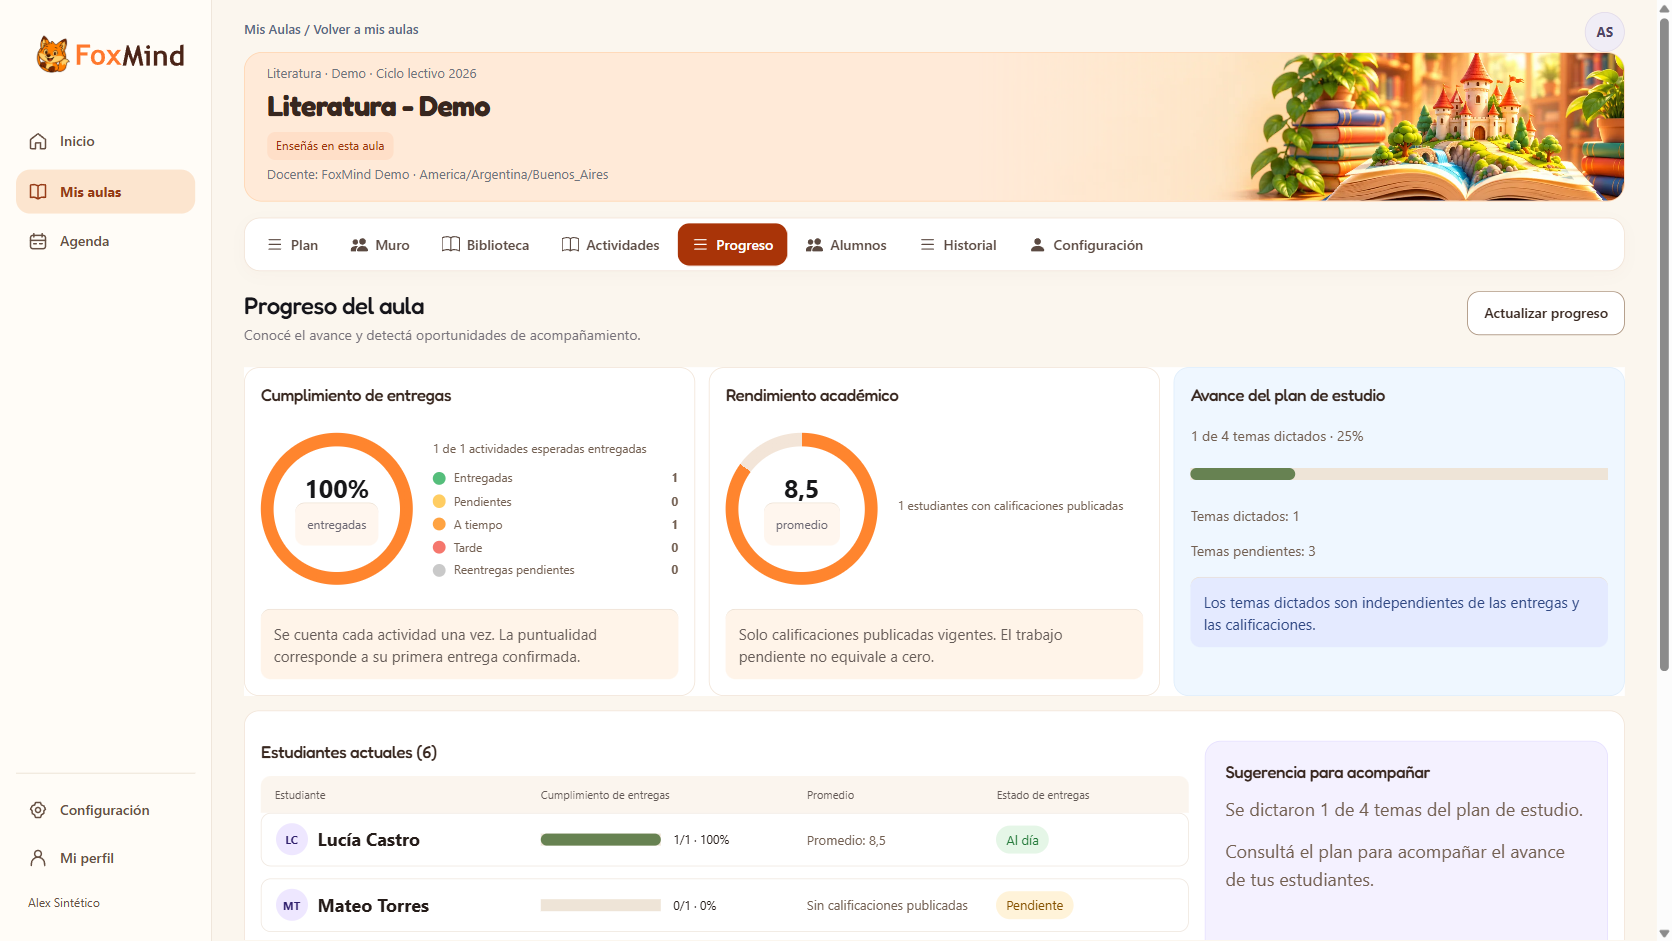 FoxMind
Inicio
Mis aulas
Agenda
Configuración
Mi perfil
Alex Sintético
Mis Aulas / Volver a mis aulas
AS
Literatura · Demo · Ciclo lectivo 2026
Literatura - Demo
Enseñás en esta aula
Docente: FoxMind Demo · America/Argentina/Buenos_Aires
Plan
Muro
Biblioteca
Actividades
Progreso
Alumnos
Historial
Configuración
Progreso del aula
Conocé el avance y detectá oportunidades de acompañamiento.
Actualizar progreso
Cumplimiento de entregas
100%
entregadas
1 de 1 actividades esperadas entregadas
Entregadas 1
Pendientes 0
A tiempo 1
Tarde 0
Reentregas pendientes 0
Se cuenta cada actividad una vez. La puntualidad
corresponde a su primera entrega confirmada.
Rendimiento académico
8,5
promedio
1 estudiantes con calificaciones publicadas
Solo calificaciones publicadas vigentes. El trabajo
pendiente no equivale a cero.
Avance del plan de estudio
1 de 4 temas dictados · 25%
Temas dictados: 1
Temas pendientes: 3
Los temas dictados son independientes de las entregas y
las calificaciones.
Estudiantes actuales (6)
Estudiante Cumplimiento de entregas Promedio Estado de entregas
LC Lucía Castro 1/1 · 100% Promedio: 8,5 Al día
MT Mateo Torres 0/1 · 0% Sin calificaciones publicadas Pendiente
Sugerencia para acompañar
Se dictaron 1 de 4 temas del plan de estudio.
Consultá el plan para acompañar el avance
de tus estudiantes.